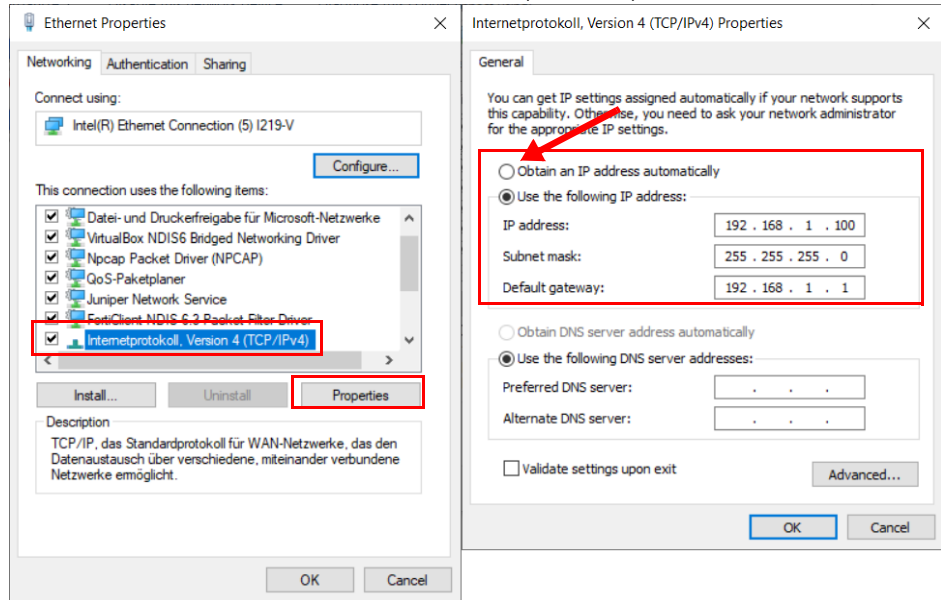 Ethernet Properties
Networking Authentication Sharing
Connect using:
Intel(R) Ethernet Connection (5) I219-V
Configure...
This connection uses the following items:
Datei- und Druckerfreigabe für Microsoft-Netzwerke
VirtualBox NDIS6 Bridged Networking Driver
Npcap Packet Driver (NPCAP)
QoS-Paketplaner
Juniper Network Service
FortiClient NDIS 6.3 Packet Filter Driver
Internetprotokoll, Version 4 (TCP/IPv4)
Install... Uninstall Properties
Description
TCP/IP, das Standardprotokoll für WAN-Netzwerke, das den
Datenaustausch über verschiedene, miteinander verbundene
Netzwerke ermöglicht.
OK Cancel
Internetprotokoll, Version 4 (TCP/IPv4) Properties
General
You can get IP settings assigned automatically if your network supports
this capability. Otherwise, you need to ask your network administrator
for the appropriate IP settings.
Obtain an IP address automatically
Use the following IP address:
IP address: 192 . 168 . 1 . 100
Subnet mask: 255 . 255 . 255 . 0
Default gateway: 192 . 168 . 1 . 1
Obtain DNS server address automatically
Use the following DNS server addresses:
Preferred DNS server: . . .
Alternate DNS server: . . .
Validate settings upon exit
Advanced...
OK Cancel